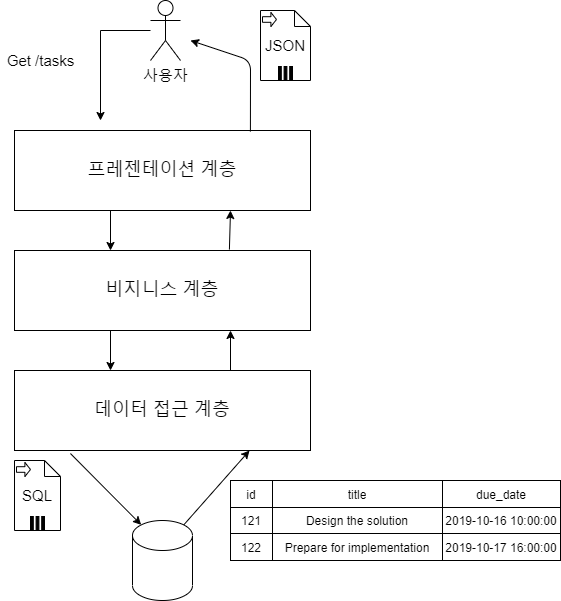 JSON
Get /tasks
사용자
프레젠테이션 계층
비지니스 계층
데이터 접근 계층
SQL
id title due_date
121 Design the solution 2019-10-16 10:00:00
122 Prepare for implementation 2019-10-17 16:00:00